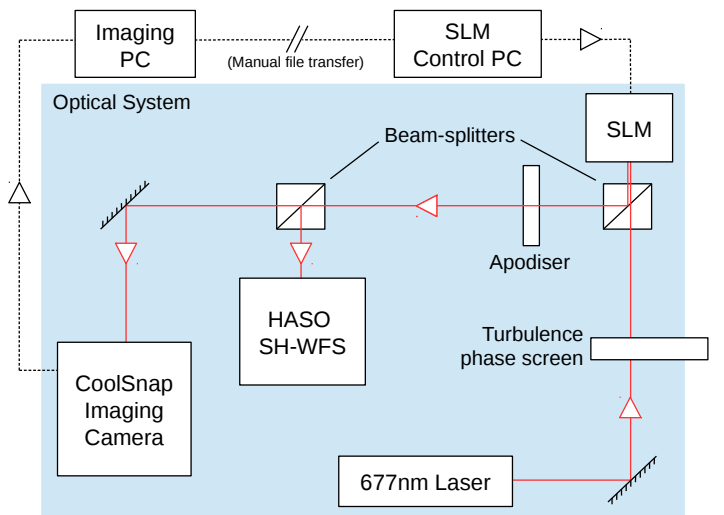 Imaging
PC
(Manual file transfer)
SLM
Control PC
Optical System
SLM
Beam-splitters
Apodiser
HASO
SH-WFS
Turbulence
phase screen
CoolSnap
Imaging
Camera
677nm Laser